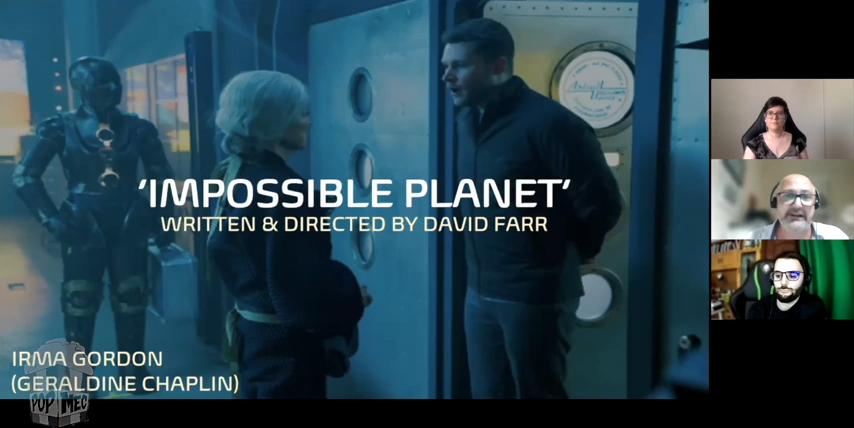 'IMPOSSIBLE PLANET'
WRITTEN & DIRECTED BY DAVID FARR
IRMA GORDON
(GERALDINE CHAPLIN)
POP MEC